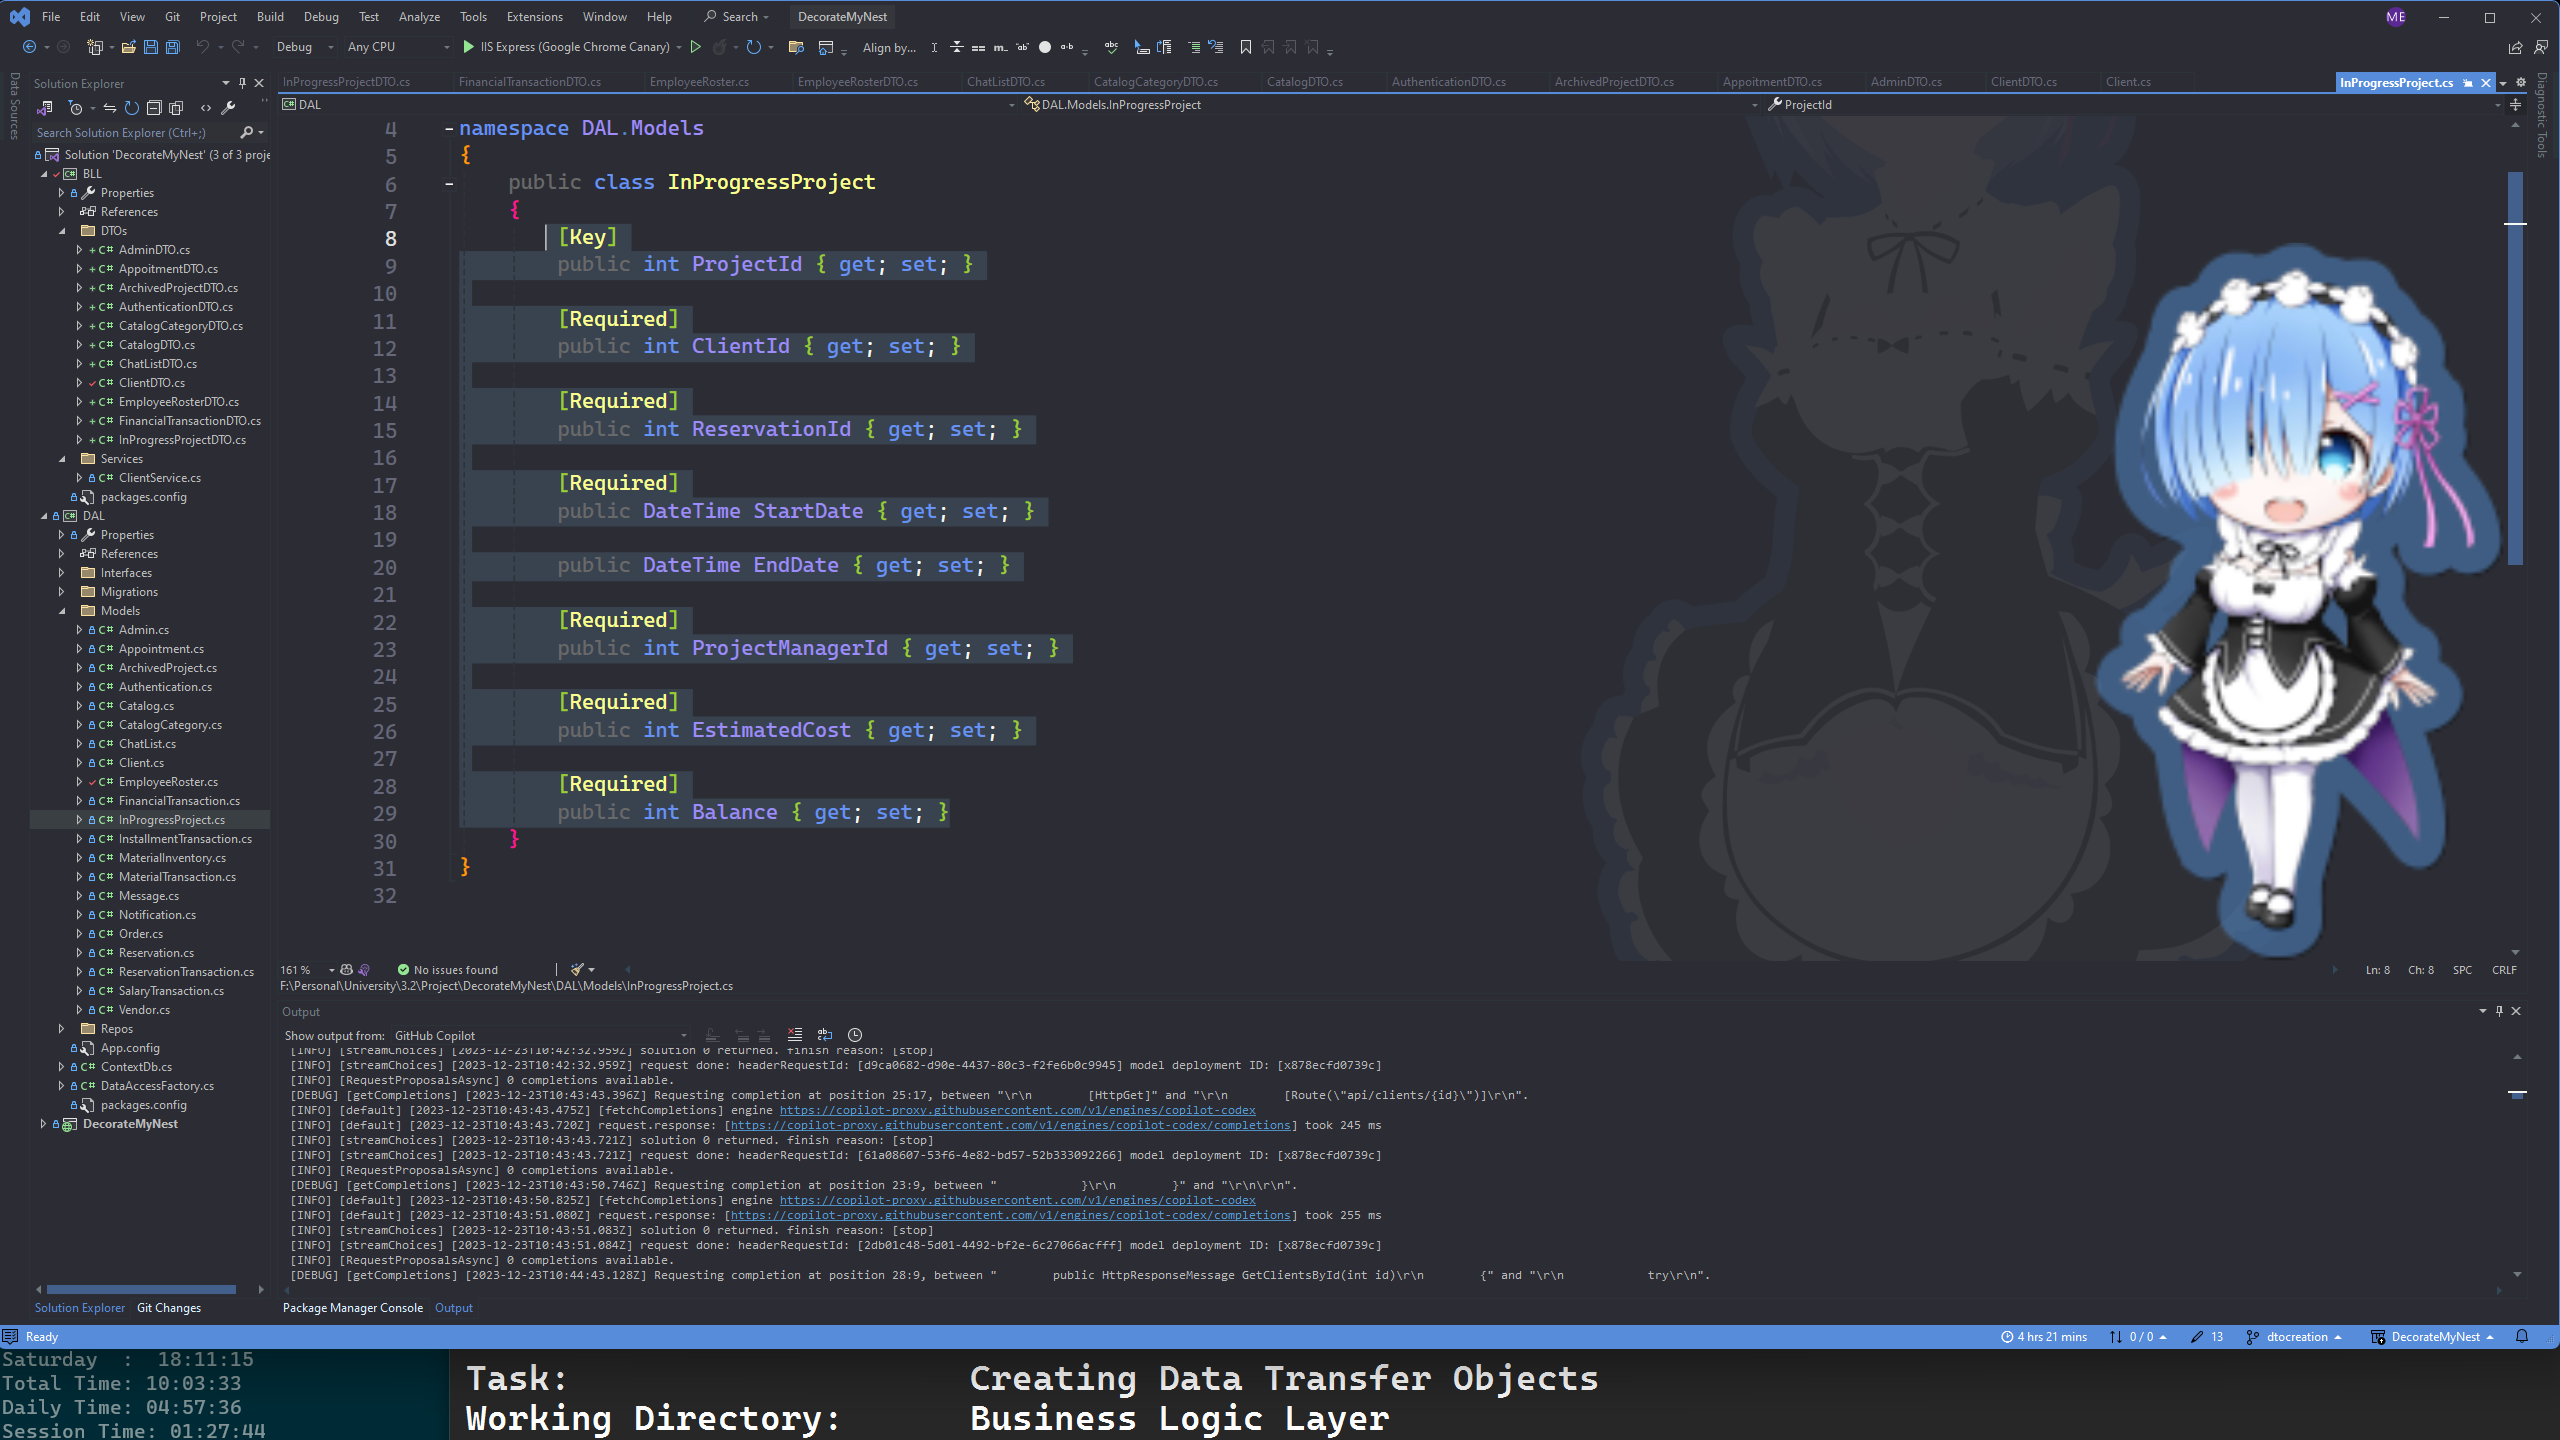 File Edit View Git Project Build Debug Test Analyze Tools Extensions Window Help Search DecorateMyNest ME
Debug Any CPU IIS Express (Google Chrome Canary) Align by...
Data Sources
Solution Explorer
Search Solution Explorer (Ctrl+;)
Solution 'DecorateMyNest' (3 of 3 proje
BLL
Properties
References
DTOs
AdminDTO.cs
AppoitmentDTO.cs
ArchivedProjectDTO.cs
AuthenticationDTO.cs
CatalogCategoryDTO.cs
CatalogDTO.cs
ChatListDTO.cs
ClientDTO.cs
EmployeeRosterDTO.cs
FinancialTransactionDTO.cs
InProgressProjectDTO.cs
Services
ClientService.cs
packages.config
DAL
Properties
References
Interfaces
Migrations
Models
Admin.cs
Appointment.cs
ArchivedProject.cs
Authentication.cs
Catalog.cs
CatalogCategory.cs
ChatList.cs
Client.cs
EmployeeRoster.cs
FinancialTransaction.cs
InProgressProject.cs
InstallmentTransaction.cs
MaterialInventory.cs
MaterialTransaction.cs
Message.cs
Notification.cs
Order.cs
Reservation.cs
ReservationTransaction.cs
SalaryTransaction.cs
Vendor.cs
Repos
App.config
ContextDb.cs
DataAccessFactory.cs
packages.config
DecorateMyNest
Solution Explorer Git Changes
InProgressProjectDTO.cs FinancialTransactionDTO.cs EmployeeRoster.cs EmployeeRosterDTO.cs ChatListDTO.cs CatalogCategoryDTO.cs CatalogDTO.cs AuthenticationDTO.cs ArchivedProjectDTO.cs AppoitmentDTO.cs AdminDTO.cs ClientDTO.cs Client.cs InProgressProject.cs
DAL DAL.Models.InProgressProject ProjectId
Diagnostic Tools
4 namespace DAL.Models
5 {
6 public class InProgressProject
7 {
8 [Key]
9 public int ProjectId { get; set; }
10
11 [Required]
12 public int ClientId { get; set; }
13
14 [Required]
15 public int ReservationId { get; set; }
16
17 [Required]
18 public DateTime StartDate { get; set; }
19
20 public DateTime EndDate { get; set; }
21
22 [Required]
23 public int ProjectManagerId { get; set; }
24
25 [Required]
26 public int EstimatedCost { get; set; }
27
28 [Required]
29 public int Balance { get; set; }
30 }
31 }
32
161 % No issues found Ln: 8 Ch: 8 SPC CRLF
F:\Personal\University\3.2\Project\DecorateMyNest\DAL\Models\InProgressProject.cs
Output
Show output from: GitHub Copilot
[INFO] [streamChoices] [2023-12-23T10:42:32.959Z] solution 0 returned. finish reason: [stop]
[INFO] [streamChoices] [2023-12-23T10:42:32.959Z] request done: headerRequestId: [d9ca0682-d90e-4437-80c3-f2fe6b0c9945] model deployment ID: [x878ecfd0739c]
[INFO] [RequestProposalsAsync] 0 completions available.
[DEBUG] [getCompletions] [2023-12-23T10:43:43.396Z] Requesting completion at position 25:17, between "\r\n [HttpGet]" and "\r\n [Route(\"api/clients/{id}\")]\r\n".
[INFO] [default] [2023-12-23T10:43:43.475Z] [fetchCompletions] engine https://copilot-proxy.githubusercontent.com/v1/engines/copilot-codex
[INFO] [default] [2023-12-23T10:43:43.720Z] request.response: [https://copilot-proxy.githubusercontent.com/v1/engines/copilot-codex/completions] took 245 ms
[INFO] [streamChoices] [2023-12-23T10:43:43.721Z] solution 0 returned. finish reason: [stop]
[INFO] [streamChoices] [2023-12-23T10:43:43.721Z] request done: headerRequestId: [61a08607-53f6-4e82-bd57-52b333092266] model deployment ID: [x878ecfd0739c]
[INFO] [RequestProposalsAsync] 0 completions available.
[DEBUG] [getCompletions] [2023-12-23T10:43:50.746Z] Requesting completion at position 23:9, between " }\r\n }" and "\r\n\r\n".
[INFO] [default] [2023-12-23T10:43:50.825Z] [fetchCompletions] engine https://copilot-proxy.githubusercontent.com/v1/engines/copilot-codex
[INFO] [default] [2023-12-23T10:43:51.080Z] request.response: [https://copilot-proxy.githubusercontent.com/v1/engines/copilot-codex/completions] took 255 ms
[INFO] [streamChoices] [2023-12-23T10:43:51.083Z] solution 0 returned. finish reason: [stop]
[INFO] [streamChoices] [2023-12-23T10:43:51.084Z] request done: headerRequestId: [2db01c48-5d01-4492-bf2e-6c27066acfff] model deployment ID: [x878ecfd0739c]
[INFO] [RequestProposalsAsync] 0 completions available.
[DEBUG] [getCompletions] [2023-12-23T10:44:43.128Z] Requesting completion at position 28:9, between " public HttpResponseMessage GetClientsById(int id)\r\n {" and "\r\n try\r\n".
Package Manager Console Output
Ready 4 hrs 21 mins 0 / 0 13 dtocreation DecorateMyNest
Saturday : 18:11:15
Total Time: 10:03:33
Daily Time: 04:57:36
Session Time: 01:27:44
Task: Creating Data Transfer Objects
Working Directory: Business Logic Layer